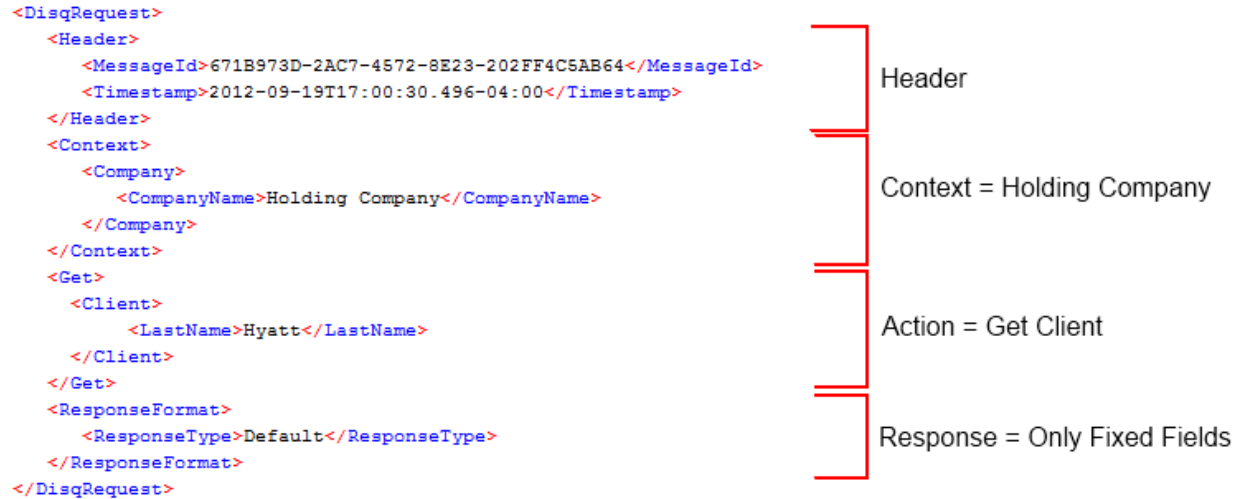 <DisqRequest>
<Header>
<MessageId>671B973D-2AC7-4572-8E23-202FF4C5AB64</MessageId>
<Timestamp>2012-09-19T17:00:30.496-04:00</Timestamp>
</Header>
Header
<Context>
<Company>
<CompanyName>Holding Company</CompanyName>
</Company>
</Context>
Context = Holding Company
<Get>
<Client>
<LastName>Hyatt</LastName>
</Client>
</Get>
Action = Get Client
<ResponseFormat>
<ResponseType>Default</ResponseType>
</ResponseFormat>
Response = Only Fixed Fields
</DisqRequest>